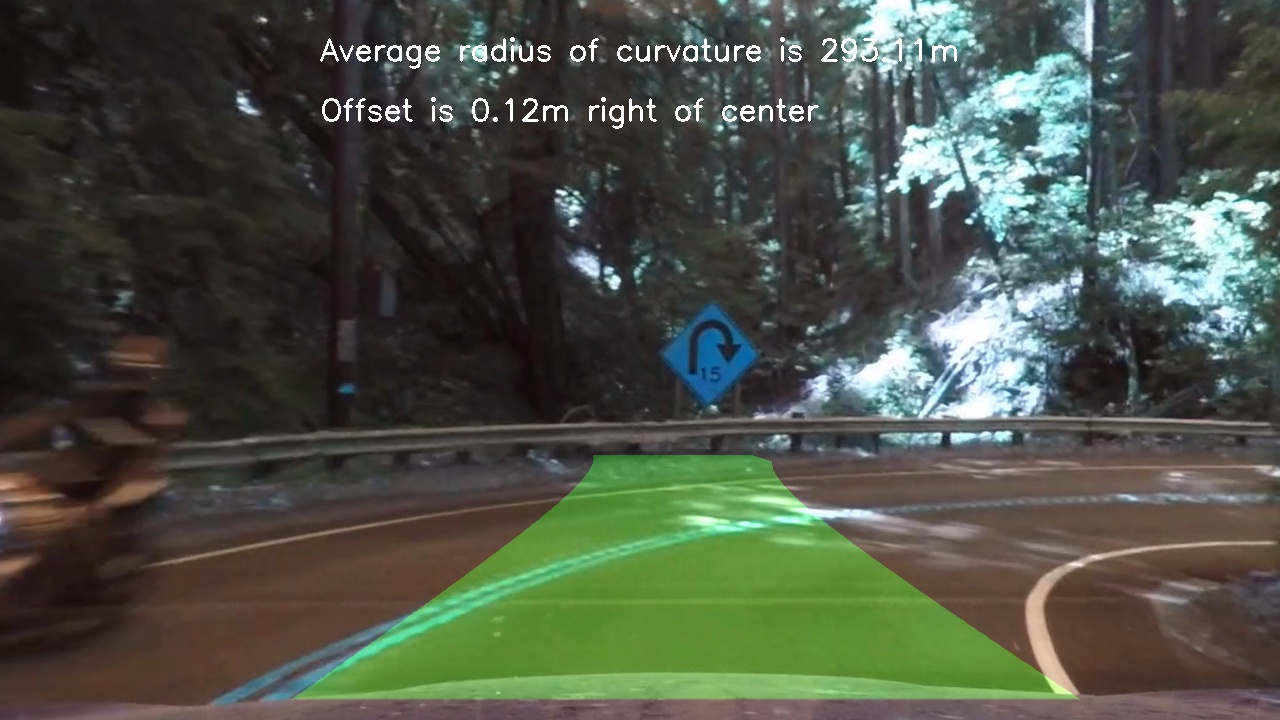 Average radius of curvature is 293.11m
Offset is 0.12m right of center
15